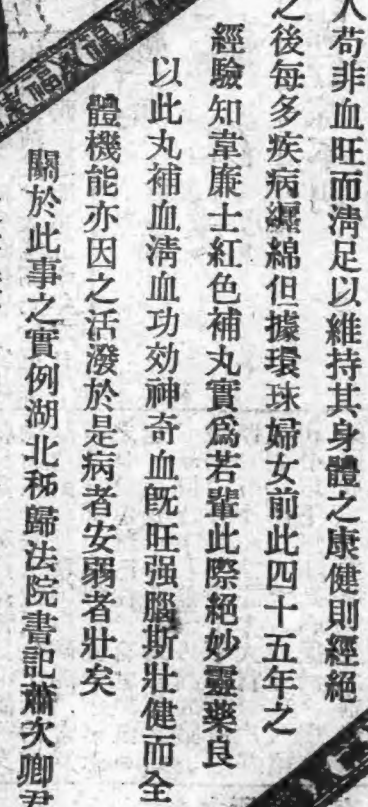 人苟非血旺而清足以維持其身體之康健則經絕
之後每多疾病纏綿但據環球婦女前此四十五年之
經驗知韋廉士紅色補丸實爲若輩此際絕妙靈藥良
以此丸補血清血功効神奇血旣旺强腦斯壯健而全
體機能亦因之活潑於是病者安弱者壯矣
關於此事之實例湖北秭歸法院書記蕭次卿君